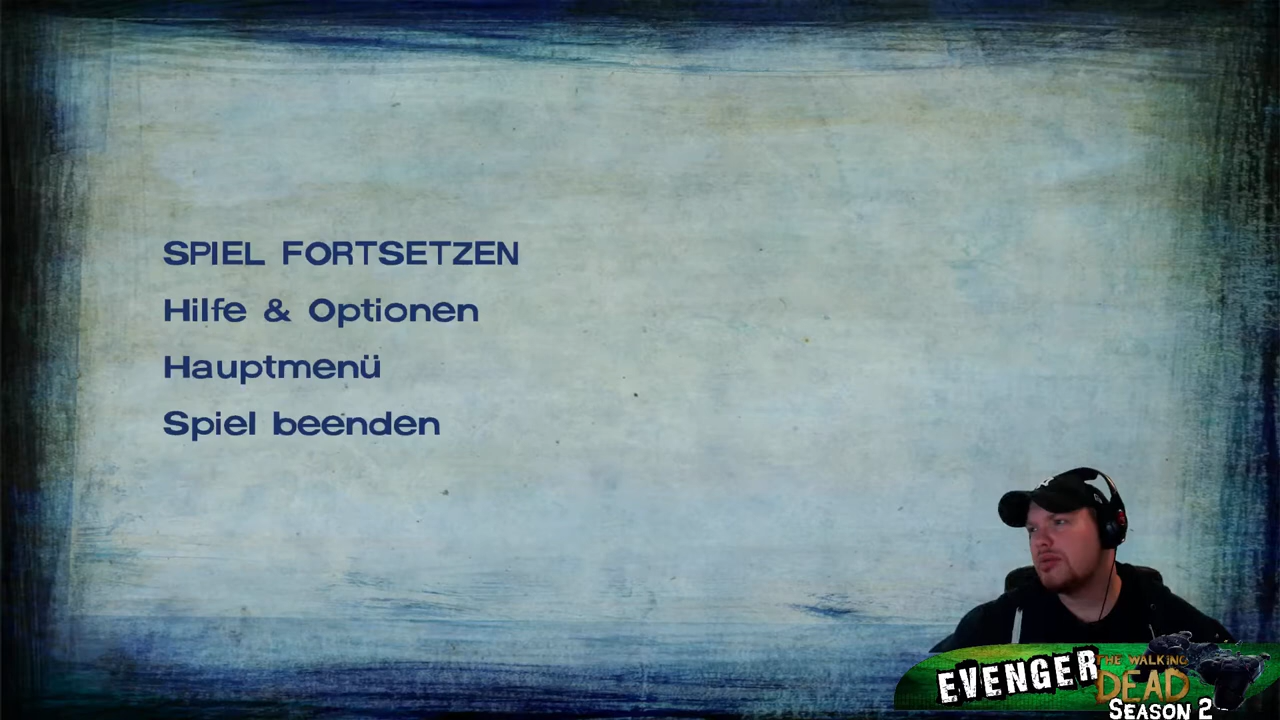 SPIEL FORTSETZEN
Hilfe & Optionen
Hauptmenü
Spiel beenden
EVENGER
THE WALKING
DEAD
SEASON 2